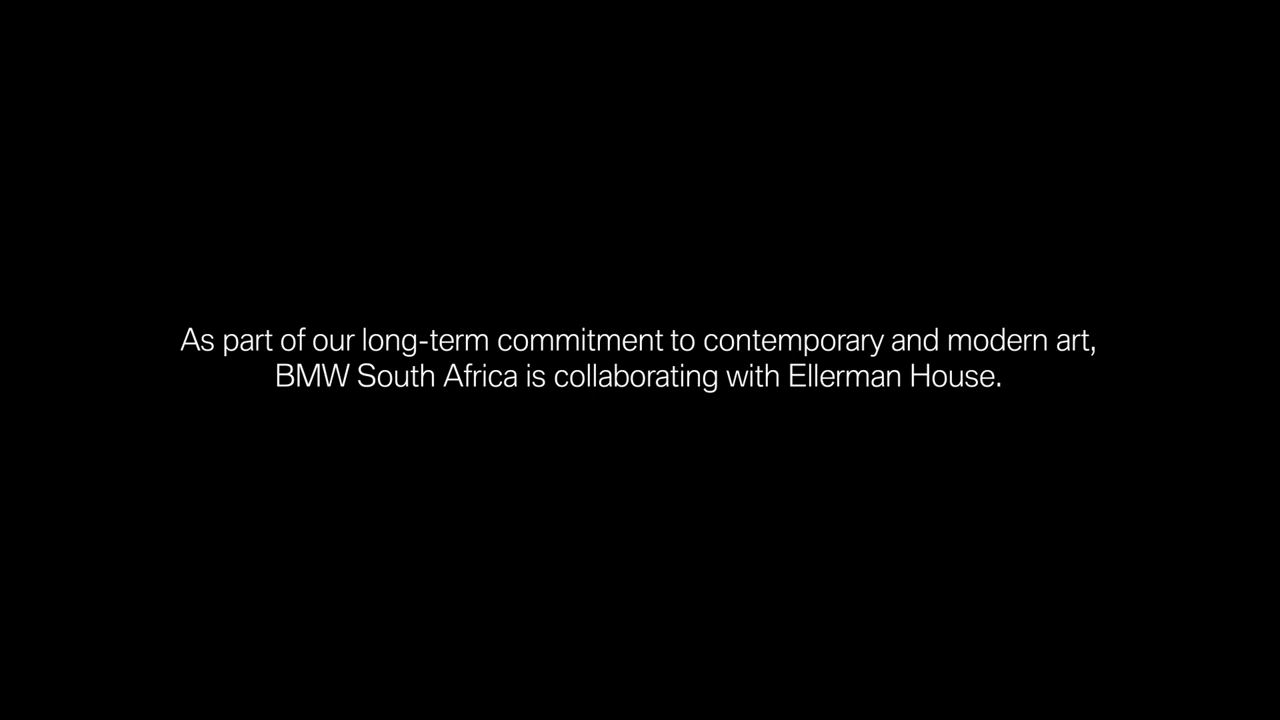 As part of our long-term commitment to contemporary and modern art,
BMW South Africa is collaborating with Ellerman House.